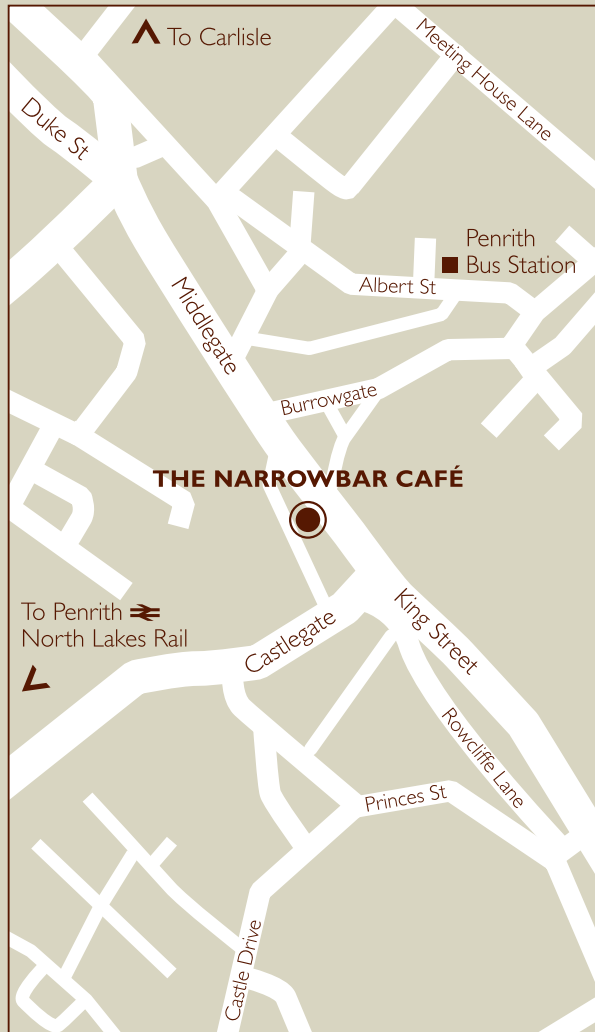 To Carlisle
Meeting House Lane
Duke St
Penrith
Bus Station
Albert St
Middlegate
Burrowgate
THE NARROWBAR CAFÉ
To Penrith
North Lakes Rail
King Street
Castlegate
Rowcliffe Lane
Princes St
Castle Drive